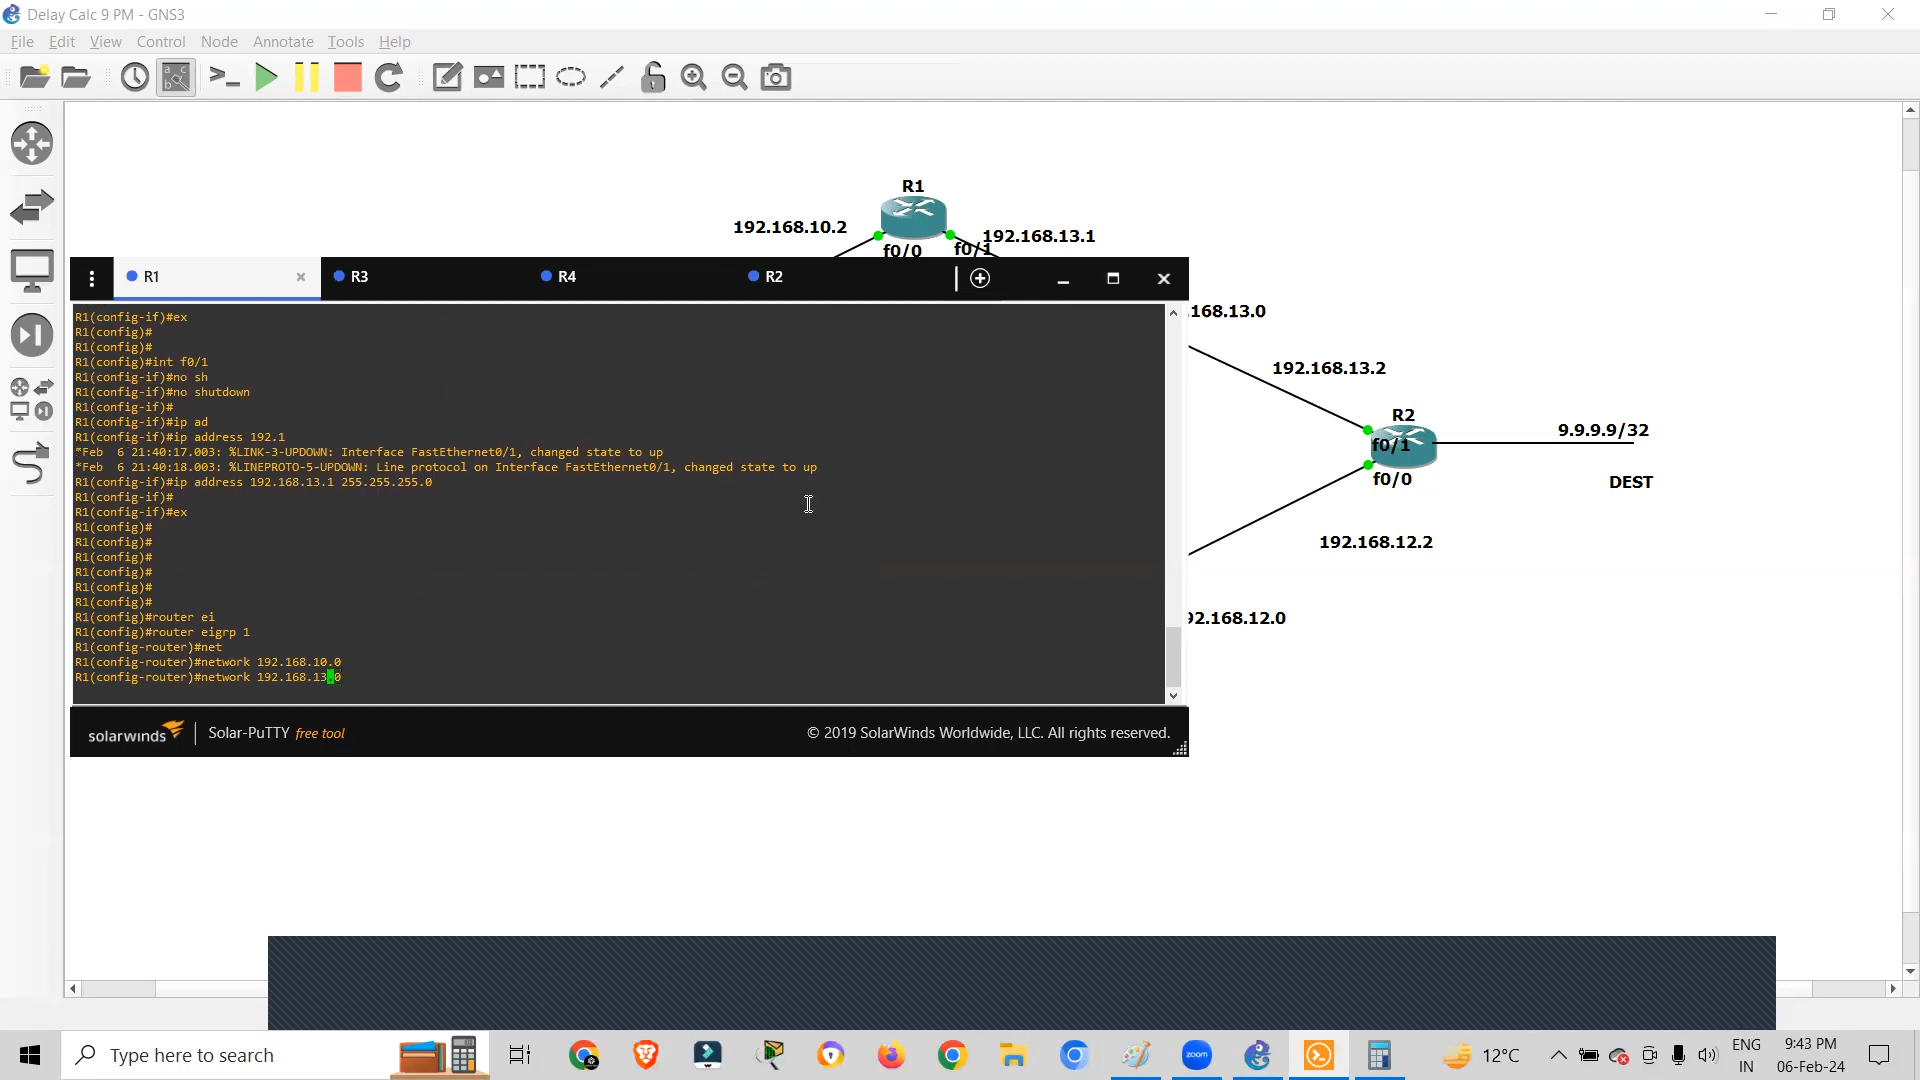 Delay Calc 9 PM - GNS3
File Edit View Control Node Annotate Tools Help
R1
192.168.10.2
192.168.13.1
f0/0
f0/1
R1
R3
R4
R2
.168.13.0
192.168.13.2
R2
9.9.9.9/32
f0/1
f0/0
DEST
192.168.12.2
92.168.12.0
R1(config-if)#ex
R1(config)#
R1(config)#
R1(config)#int f0/1
R1(config-if)#no sh
R1(config-if)#no shutdown
R1(config-if)#
R1(config-if)#ip ad
R1(config-if)#ip address 192.1
*Feb  6 21:40:17.003: %LINK-3-UPDOWN: Interface FastEthernet0/1, changed state to up
*Feb  6 21:40:18.003: %LINEPROTO-5-UPDOWN: Line protocol on Interface FastEthernet0/1, changed state to up
R1(config-if)#ip address 192.168.13.1 255.255.255.0
R1(config-if)#
R1(config-if)#ex
R1(config)#
R1(config)#
R1(config)#
R1(config)#
R1(config)#
R1(config)#
R1(config)#router ei
R1(config)#router eigrp 1
R1(config-router)#net
R1(config-router)#network 192.168.10.0
R1(config-router)#network 192.168.13.0
solarwinds
Solar-PuTTY free tool
© 2019 SolarWinds Worldwide, LLC. All rights reserved.
Type here to search
zoom
12°C
ENG
IN
9:43 PM
06-Feb-24